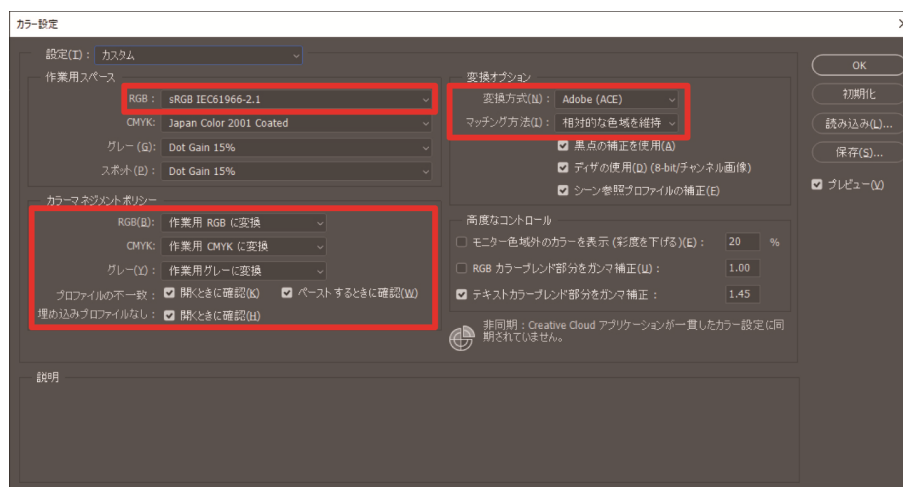 カラー設定
設定(I)： カスタム
作業用スペース
RGB： sRGB IEC61966-2.1
CMYK: Japan Color 2001 Coated
グレー(G): Dot Gain 15%
スポット(P)： Dot Gain 15%
カラーマネジメントポリシー
RGB(B): 作業用 RGB に変換
CMYK: 作業用 CMYK に変換
グレー(Y)： 作業用グレーに変換
プロファイルの不一致： 開くときに確認(K) ペーストするときに確認(W)
埋め込みプロファイルなし： 開くときに確認(H)
変換オプション
変換方式(N)： Adobe (ACE)
マッチング方法(I)： 相対的な色域を維持
黒点の補正を使用(A)
ディザの使用(D) (8-bit/チャンネル画像)
シーン参照プロファイルの補正(E)
高度なコントロール
モニター色域外のカラーを表示 (彩度を下げる)(E)： 20 %
RGB カラーブレンド部分をガンマ補正(U)： 1.00
テキストカラーブレンド部分をガンマ補正： 1.45
非同期：Creative Cloud アプリケーションが一貫したカラー設定に同
期されていません。
説明
OK
初期化
読み込み(L)...
保存(S)...
プレビュー(V)